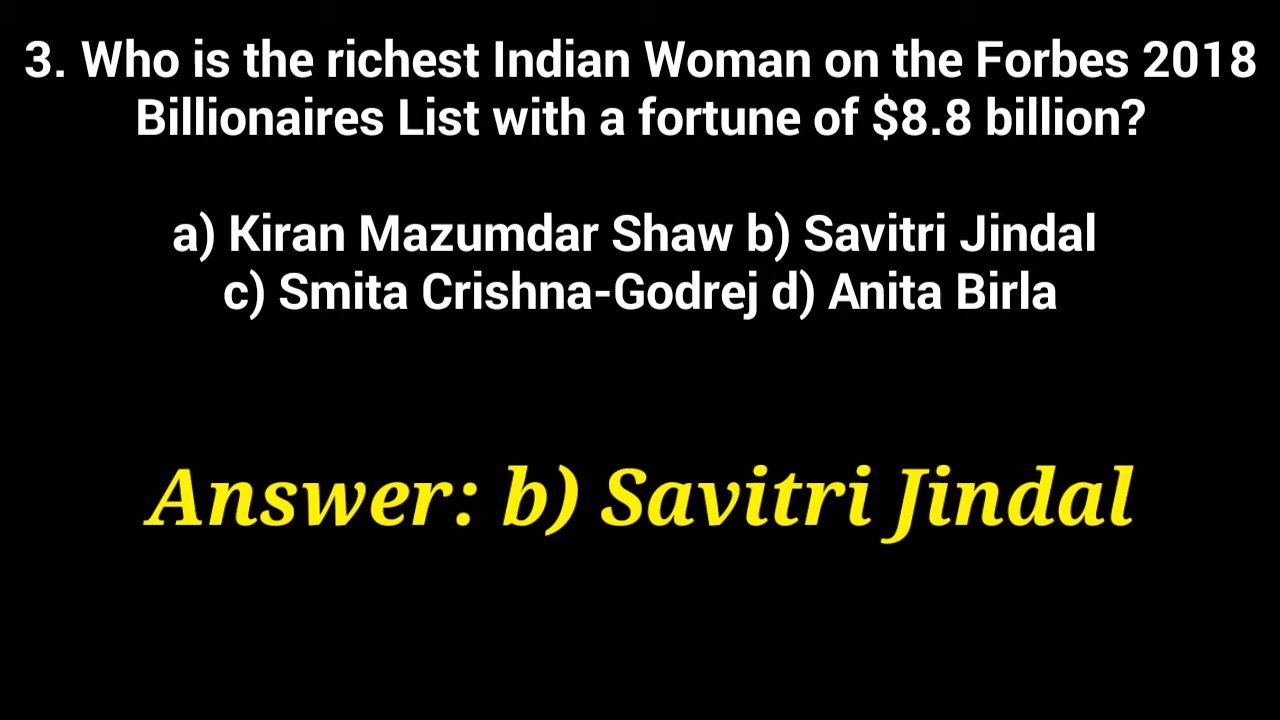 3. Who is the richest Indian Woman on the Forbes 2018
Billionaires List with a fortune of $8.8 billion?
a) Kiran Mazumdar Shaw b) Savitri Jindal
c) Smita Crishna-Godrej d) Anita Birla
Answer: b) Savitri Jindal